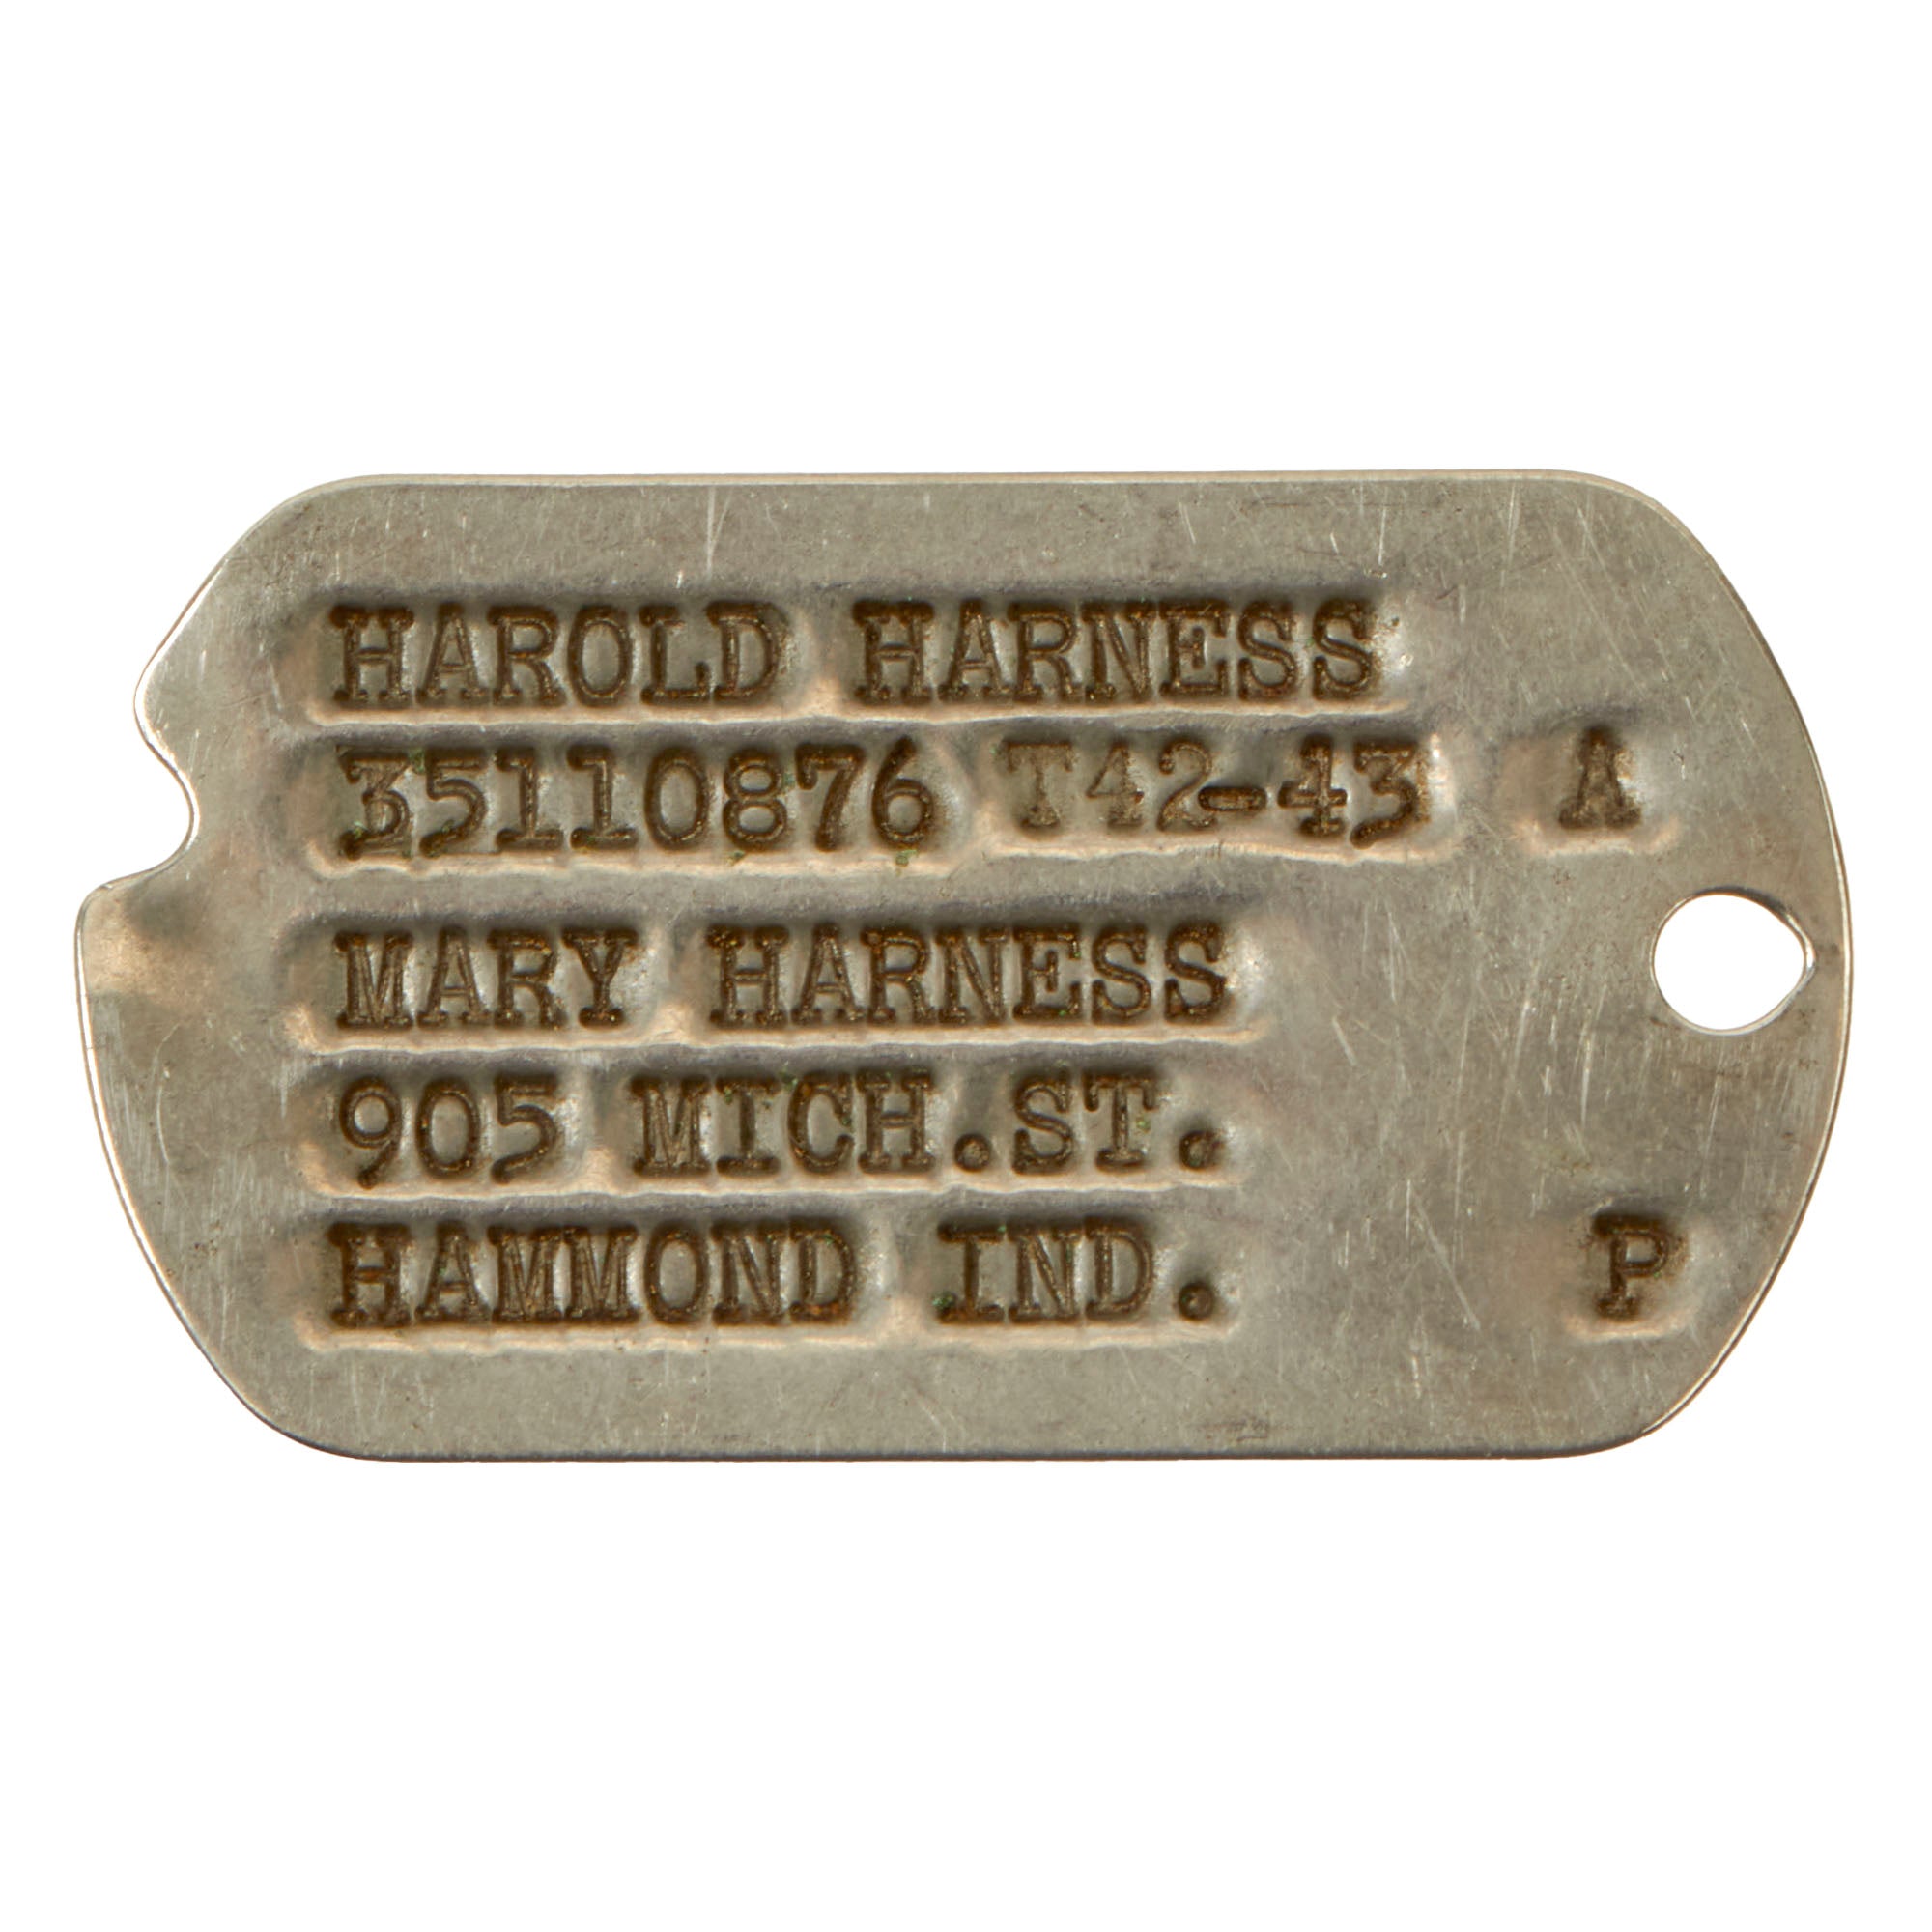 HAROLD HARNESS
35110876 T42-43 A
MARY HARNESS
905 MICH.ST.
HAMMOND IND. P